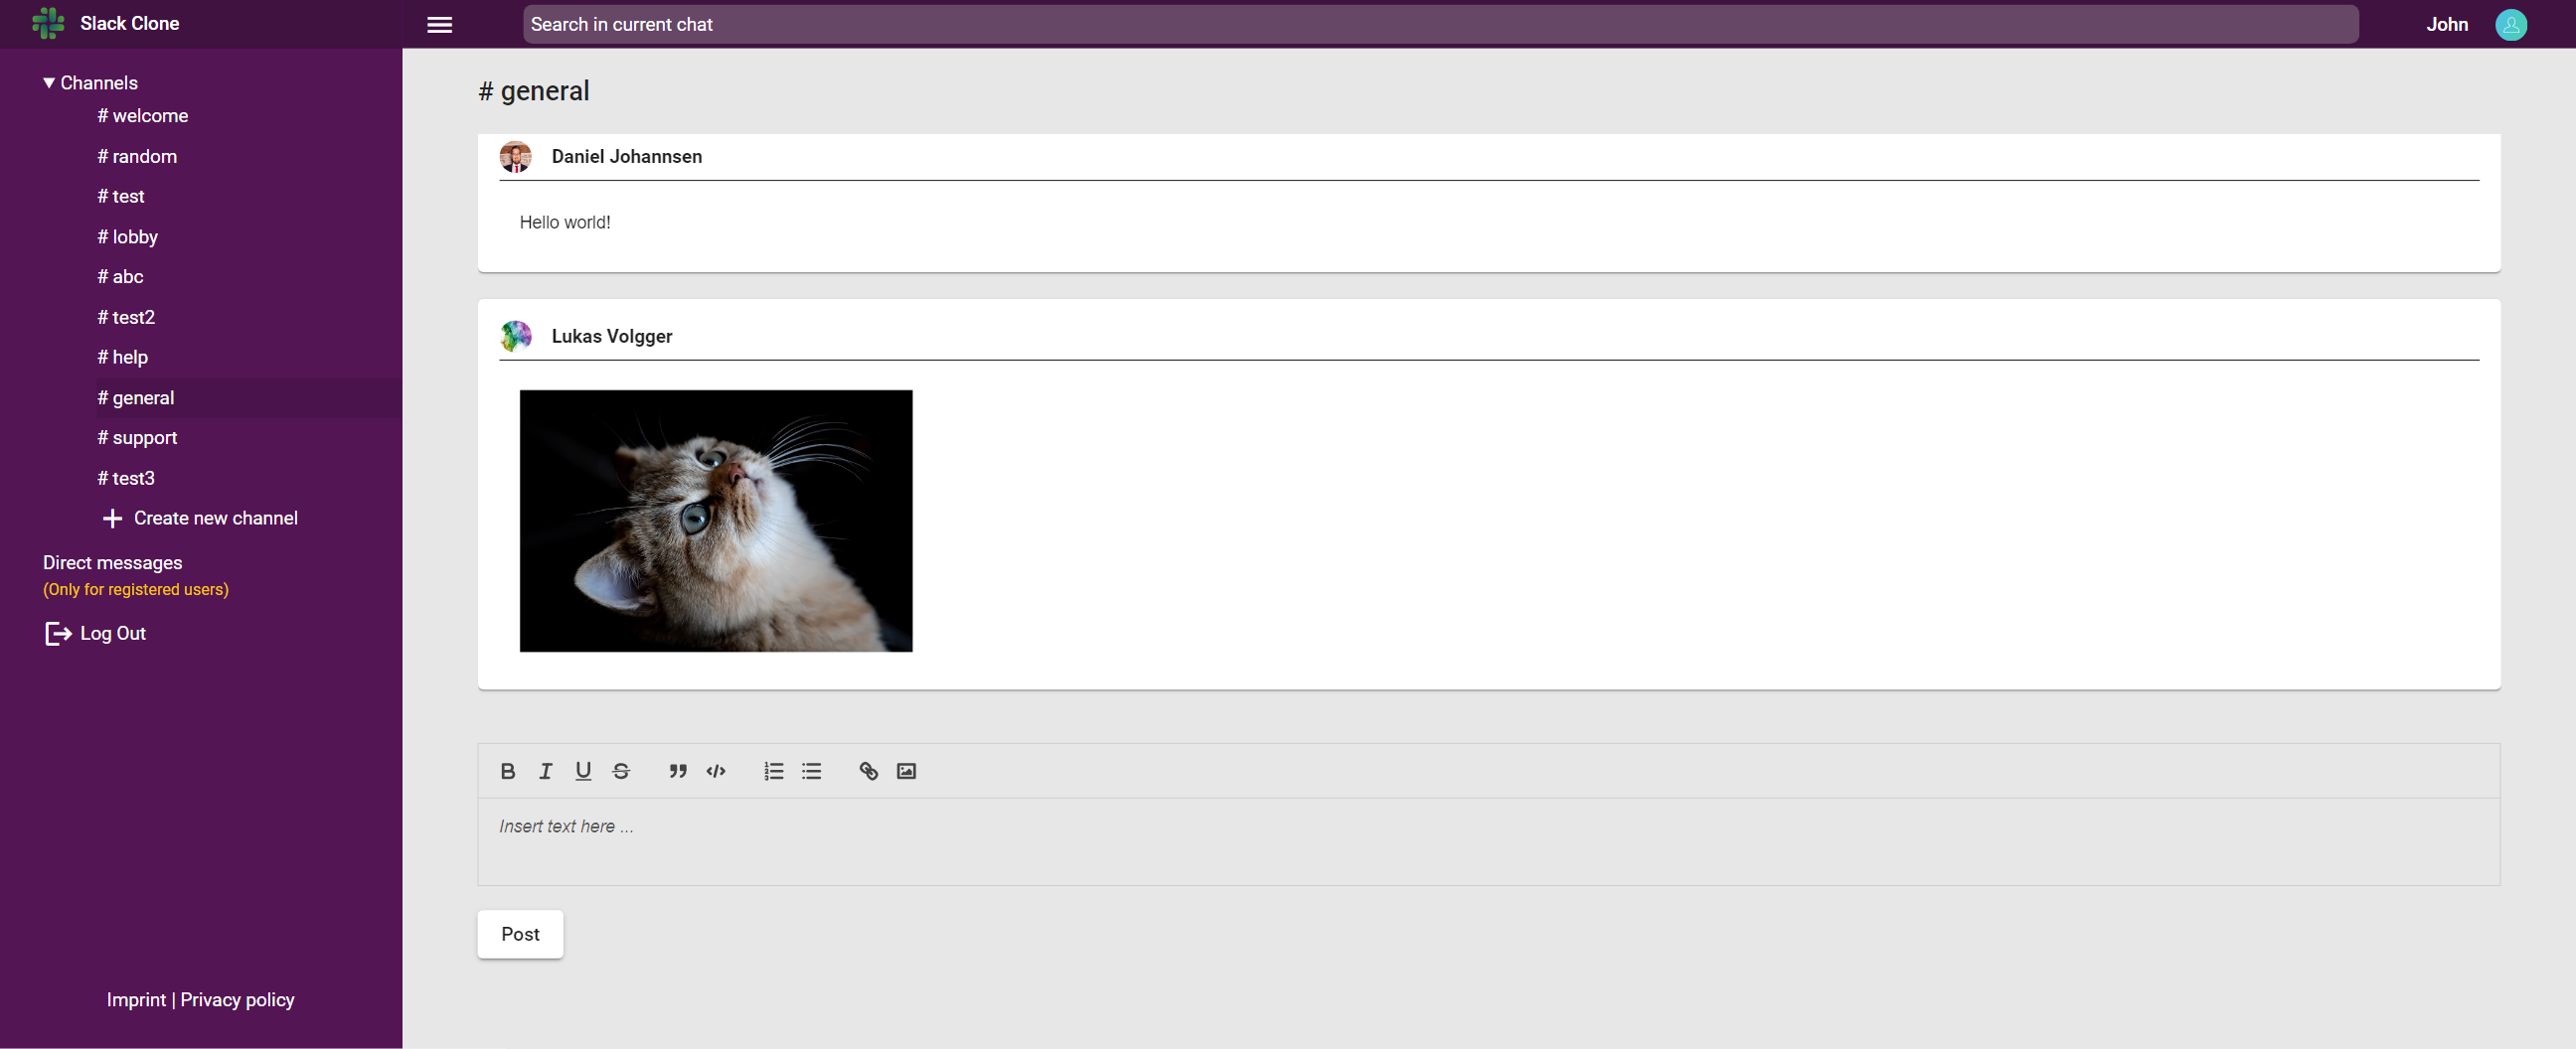 Slack Clone
Search in current chat
John
▼ Channels
# welcome
# random
# test
# lobby
# abc
# test2
# help
# general
# support
# test3
+ Create new channel
Direct messages
(Only for registered users)
Log Out
Imprint | Privacy policy
# general
Daniel Johannsen
Hello world!
Lukas Volgger
Insert text here ...
Post